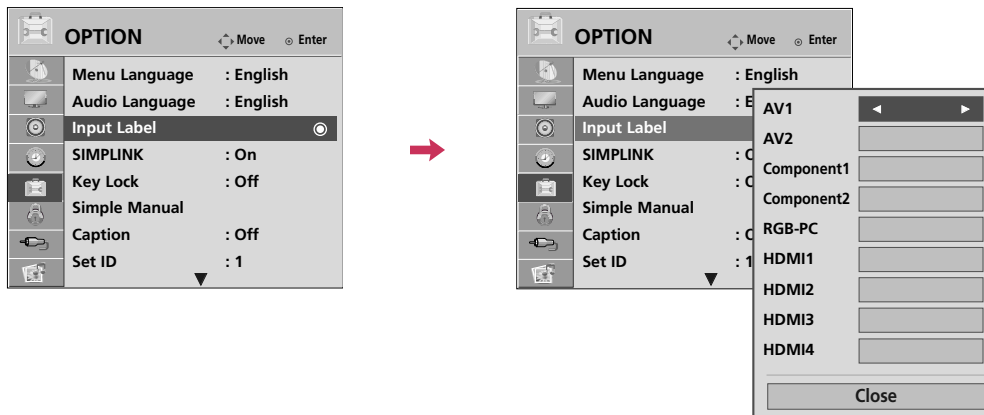 OPTION Move Enter
Menu Language : English
Audio Language : English
Input Label
SIMPLINK : On
Key Lock : Off
Simple Manual
Caption : Off
Set ID : 1
OPTION Move Enter
Menu Language : English
Audio Language : E
Input Label
SIMPLINK : O
Key Lock : O
Simple Manual
Caption : O
Set ID : 1
AV1
AV2
Component1
Component2
RGB-PC
HDMI1
HDMI2
HDMI3
HDMI4
Close